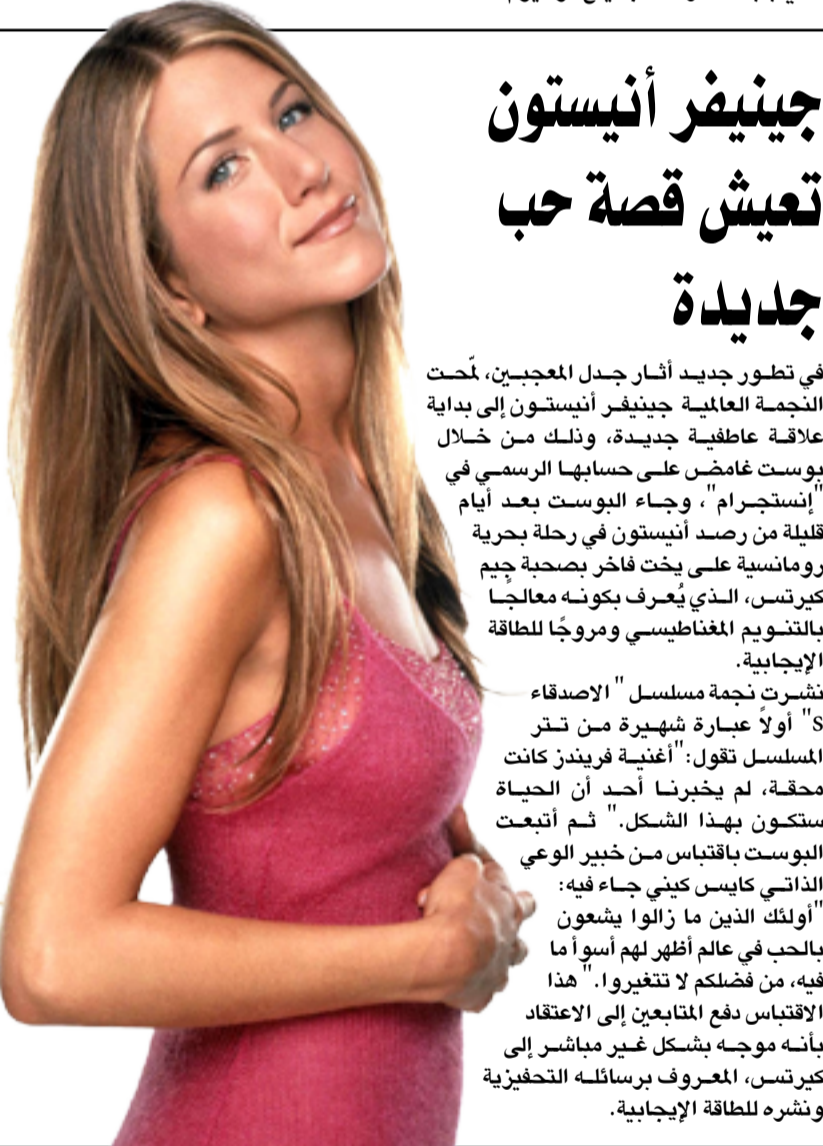 جينيفر أنيستون
تعيش قصة حب
جديدة
في تطور جديد أثار جدل المعجبين، لمّحت
النجمة العالمية جينيفر أنيستون إلى بداية
علاقة عاطفية جديدة، وذلك من خلال
بوست غامض على حسابها الرسمي في
"إنستجرام"، وجاء البوست بعد أيام
قليلة من رصد أنيستون في رحلة بحرية
رومانسية على يخت فاخر بصحبة جيم
كيرتس، الذي يُعرف بكونه معالجًا
بالتنويم المغناطيسي ومروجًا للطاقة
الإيجابية.
نشرت نجمة مسلسل " الاصدقاء
s" أولاً عبارة شهيرة من تتر
المسلسل تقول:"أغنية فريندز كانت
محقة، لم يخبرنا أحد أن الحياة
ستكون بهذا الشكل." ثم أتبعت
البوست باقتباس من خبير الوعي
الذاتي كايس كيني جاء فيه:
"أولئك الذين ما زالوا يشعون
بالحب في عالم أظهر لهم أسوأ ما
فيه، من فضلكم لا تتغيروا." هذا
الاقتباس دفع المتابعين إلى الاعتقاد
بأنه موجه بشكل غير مباشر إلى
كيرتس، المعروف برسائله التحفيزية
ونشره للطاقة الإيجابية.